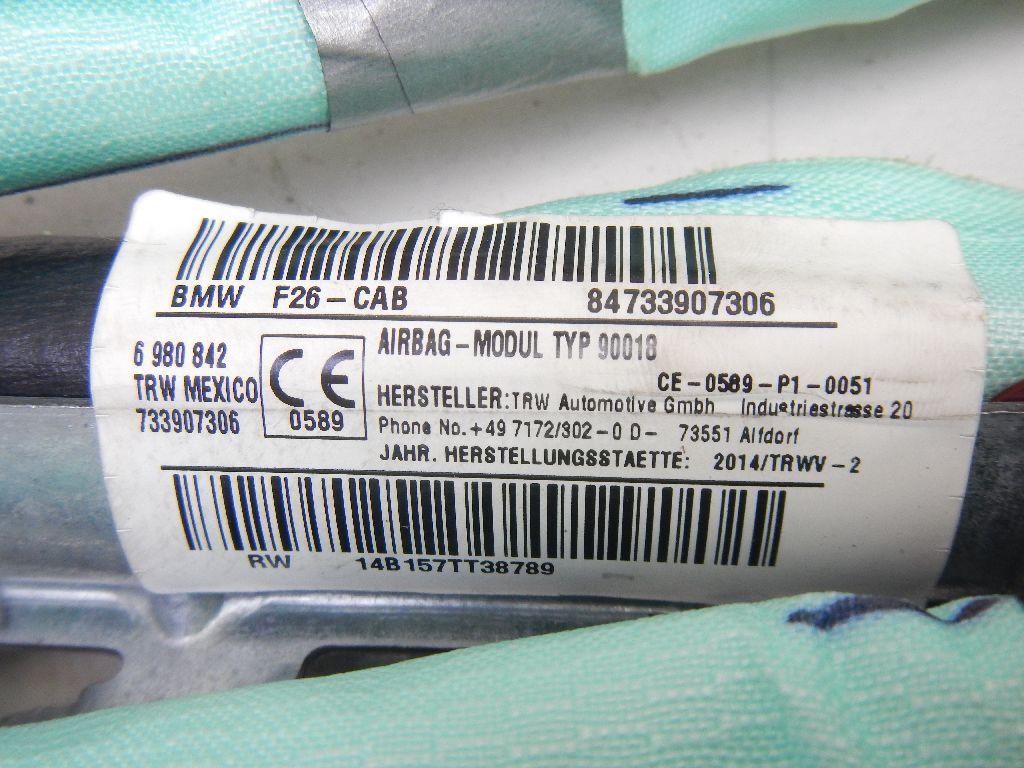 BMW F26-CAB 84733907306
6 980 842
TRW MEXICO
733907306
CE
0589
AIRBAG-MODUL TYP 90018
CE-0589-P1-0051
HERSTELLER: TRW Automotive Gmbh Industriestrasse 20
Phone No. +49 7172/302-0 D- 73551 Alfdorf
JAHR. HERSTELLUNGSSTAETTE: 2014/TRWV-2
RW 14B157TT38789